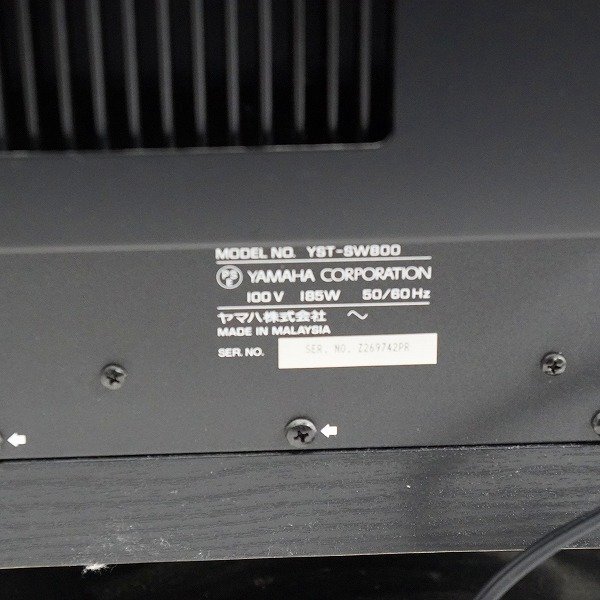 MODEL NO. YST-SW800
YAMAHA CORPORATION
100V 185W 50/60Hz
ヤマハ株式会社 ～
MADE IN MALAYSIA
SER. NO. SER. NO. Z269742PR